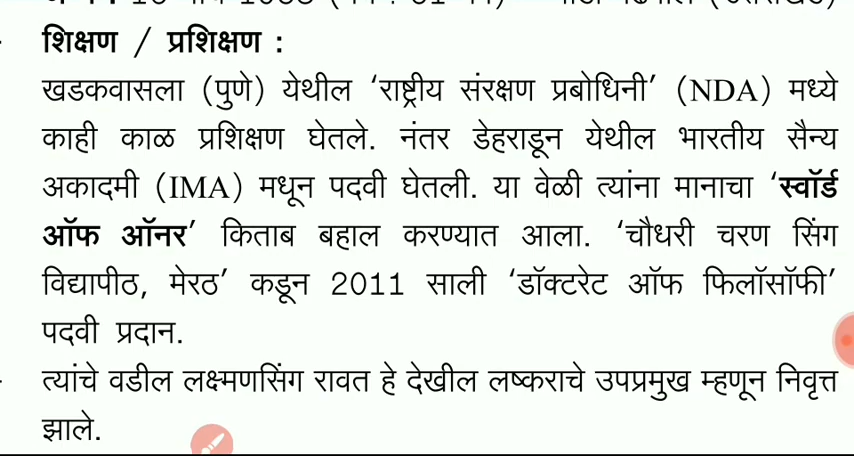 शिक्षण / प्रशिक्षण :
खडकवासला (पुणे) येथील ‘राष्ट्रीय संरक्षण प्रबोधिनी’ (NDA) मध्ये
काही काळ प्रशिक्षण घेतले. नंतर डेहराडून येथील भारतीय सैन्य
अकादमी (IMA) मधून पदवी घेतली. या वेळी त्यांना मानाचा ‘स्वॉर्ड
ऑफ ऑनर’ किताब बहाल करण्यात आला. ‘चौधरी चरण सिंग
विद्यापीठ, मेरठ’ कडून 2011 साली ‘डॉक्टरेट ऑफ फिलॉसॉफी’
पदवी प्रदान.
त्यांचे वडील लक्ष्मणसिंग रावत हे देखील लष्कराचे उपप्रमुख म्हणून निवृत्त
झाले.